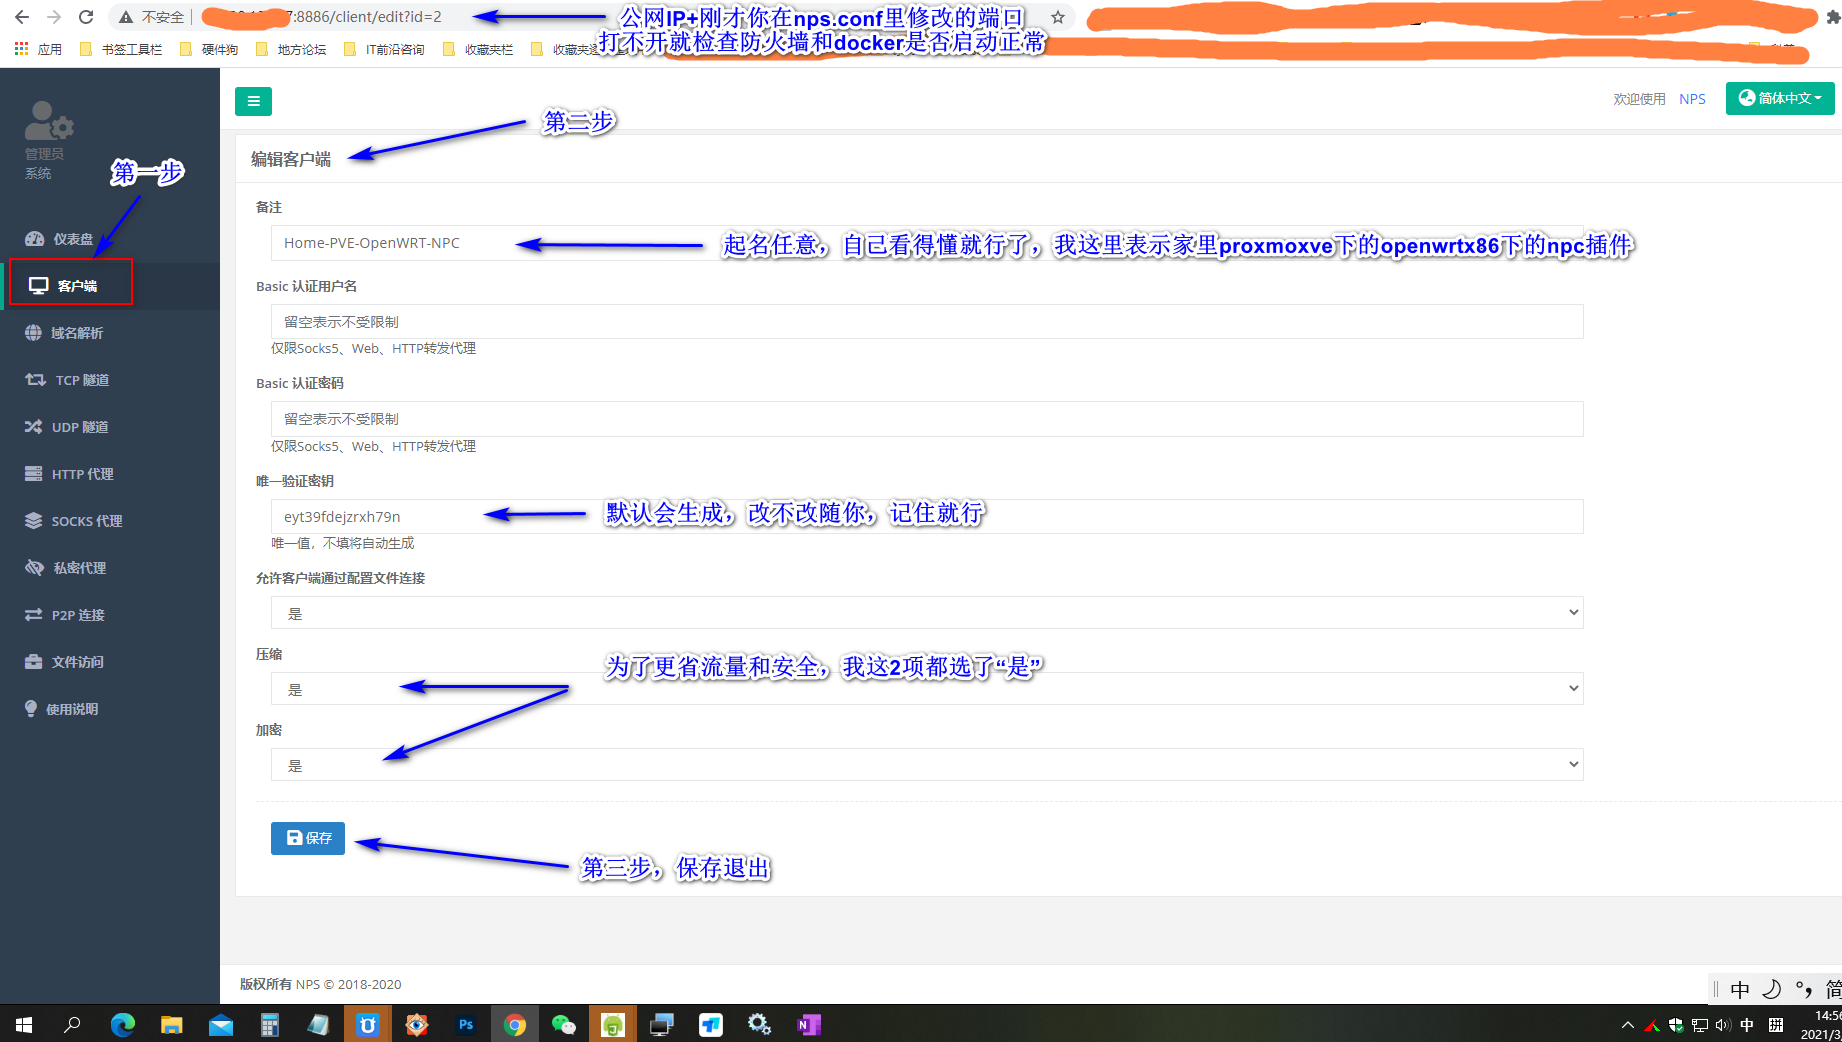 不安全
7:8886/client/edit?id=2
公网IP+刚才你在nps.conf里修改的端口
打不开就检查防火墙和docker是否启动正常
应用
书签工具栏
硬件狗
地方论坛
IT前沿咨询
收藏夹栏
欢迎使用 NPS
简体中文
管理员
系统
第一步
第二步
仪表盘
客户端
域名解析
TCP 隧道
UDP 隧道
HTTP 代理
SOCKS 代理
私密代理
P2P 连接
文件访问
使用说明
编辑客户端
备注
Home-PVE-OpenWRT-NPC
起名任意，自己看得懂就行了，我这里表示家里proxmoxve下的openwrtx86下的npc插件
Basic 认证用户名
留空表示不受限制
仅限Socks5、Web、HTTP转发代理
Basic 认证密码
留空表示不受限制
仅限Socks5、Web、HTTP转发代理
唯一验证密钥
eyt39fdejzrxh79n
默认会生成，改不改随你，记住就行
唯一值，不填将自动生成
允许客户端通过配置文件连接
是
压缩
为了更省流量和安全，我这2项都选了“是”
是
加密
是
保存
第三步，保存退出
版权所有 NPS © 2018-2020
中
简
Ps
N
中
拼
14:56
2021/3